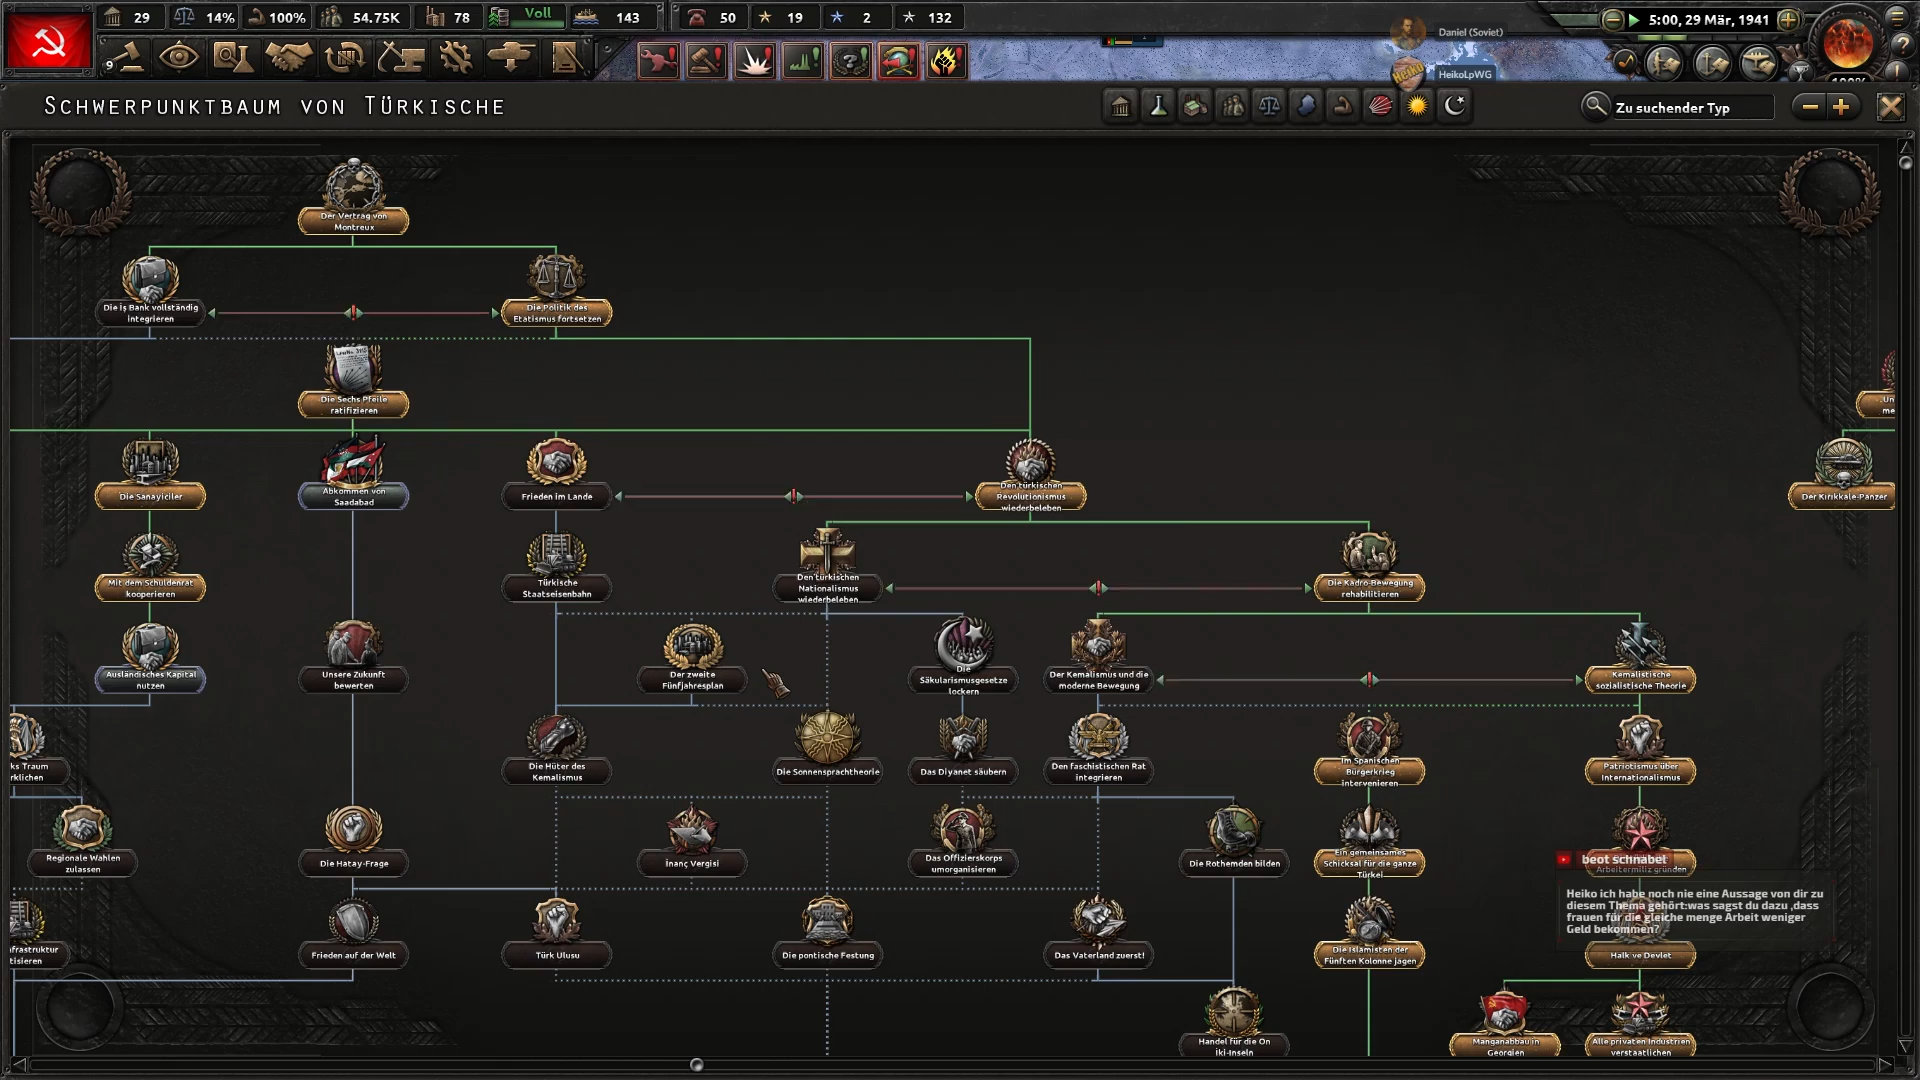 29
14%
100%
54.75K
78
Voll
143
50
19
2
132
Daniel (Soviet)
HeikoLpWG
5:00, 29 Mär, 1941
9
100%
Schwerpunktbaum von Türkische
Zu suchender Typ
Der Vertrag von
Montreux
Die İş Bank vollständig
integrieren
Die Politik des
Etatismus fortsetzen
Die Sechs Pfeile
ratifizieren
Die Sanayiciler
Abkommen von
Saadabad
Frieden im Lande
Den türkischen
Revolutionismus
wiederbeleben
Der Kırıkkale-Panzer
Mit dem Schuldenrat
kooperieren
Türkische
Staatseisenbahn
Den türkischen
Nationalismus
wiederbeleben
Die Kadro-Bewegung
rehabilitieren
Ausländisches Kapital
nutzen
Unsere Zukunft
bewerten
Der zweite
Fünfjahresplan
Die
Säkularismusgesetze
lockern
Der Kemalismus und die
moderne Bewegung
Kemalistische
sozialistische Theorie
ks Traum
rklichen
Die Hüter des
Kemalismus
Die Sonnensprachtheorie
Das Diyanet säubern
Den faschistischen Rat
integrieren
Im Spanischen
Bürgerkrieg
intervenieren
Patriotismus über
Internationalismus
Regionale Wahlen
zulassen
Die Hatay-Frage
İnanç Vergisi
Das Offizierskorps
umorganisieren
Die Rothemden bilden
Ein gemeinsames
Schicksal für die ganze
Türkei
beot schnabel
Arbeitermiliz gründen
Heiko ich habe noch nie eine Aussage von dir zu
diesem Thema gehört:was sagst du dazu ,dass
frauen für die gleiche menge Arbeit weniger
Geld bekommen?
nfrastruktur
tisieren
Frieden auf der Welt
Türk Ulusu
Die pontische Festung
Das Vaterland zuerst!
Die Islamisten der
Fünften Kolonne jagen
Halk ve Devlet
Handel für die On
İki-Inseln
Manganabbau in
Georgien
Alle privaten Industrien
verstaatlichen